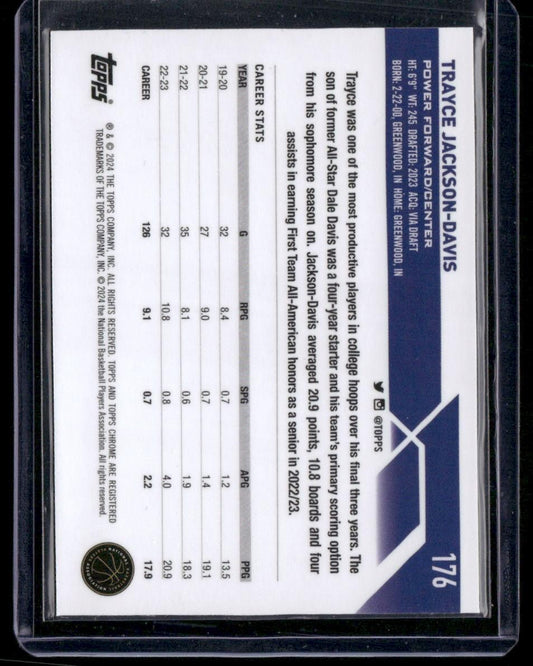 176
TRAYCE JACKSON-DAVIS
POWER FORWARD/CENTER
HT: 6'9" WT: 245 DRAFTED: 2023 ACQ: VIA DRAFT
BORN: 2-22-00, GREENWOOD, IN HOME: GREENWOOD, IN
@TOPPS
Trayce was one of the most productive players in college hoops over his final three years. The
son of former All-Star Dale Davis was a four-year starter and his team's primary scoring option
from his sophomore season on. Jackson-Davis averaged 20.9 points, 10.8 boards and four
assists in earning First Team All-American honors as a senior in 2022/23.
CAREER STATS
YEAR G RPG SPG APG PPG
19-20 32 8.4 0.7 1.2 13.5
20-21 27 9.0 0.7 1.4 19.1
21-22 35 8.1 0.6 1.9 18.3
22-23 32 10.8 0.8 4.0 20.9
CAREER 126 9.1 0.7 2.2 17.9
topps®
® & © 2024 THE TOPPS COMPANY, INC. ALL RIGHTS RESERVED. TOPPS AND TOPPS CHROME ARE REGISTERED
TRADEMARKS OF THE TOPPS COMPANY, INC. © 2024 the National Basketball Players Association. All rights reserved.